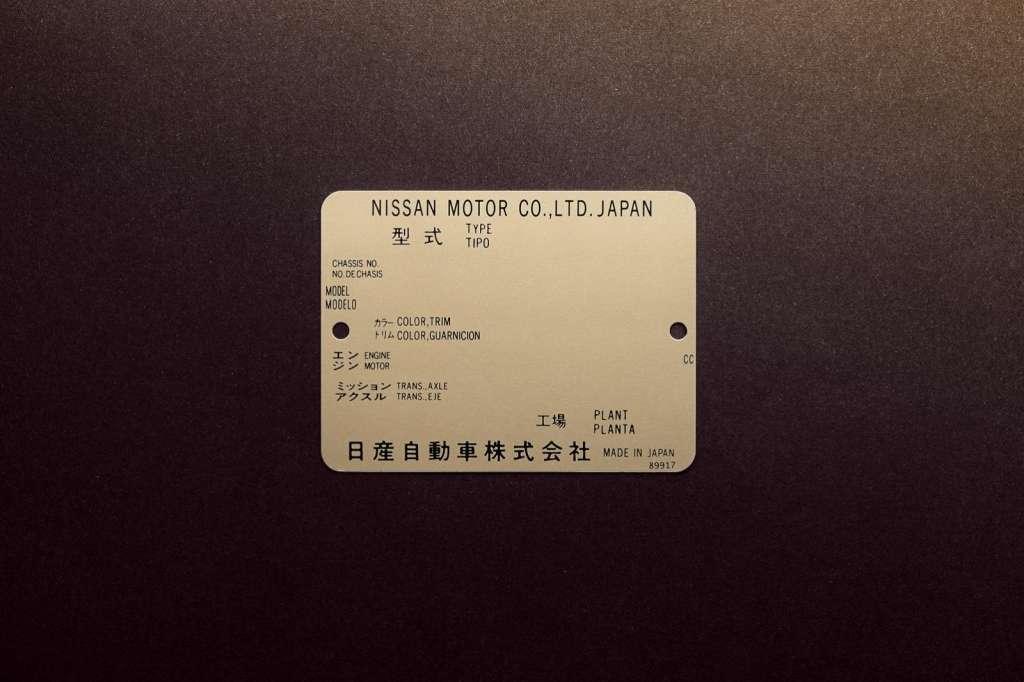 NISSAN MOTOR CO.,LTD. JAPAN
型式 TYPE
TIPO
CHASSIS NO.
NO.DE CHASIS
MODEL
MODELO
カラー COLOR,TRIM
トリム COLOR,GUARNICION
エン ENGINE
ジン MOTOR
CC
ミッション TRANS.,AXLE
アクスル TRANS.,EJE
工場 PLANT
PLANTA
日産自動車株式会社 MADE IN JAPAN
89917